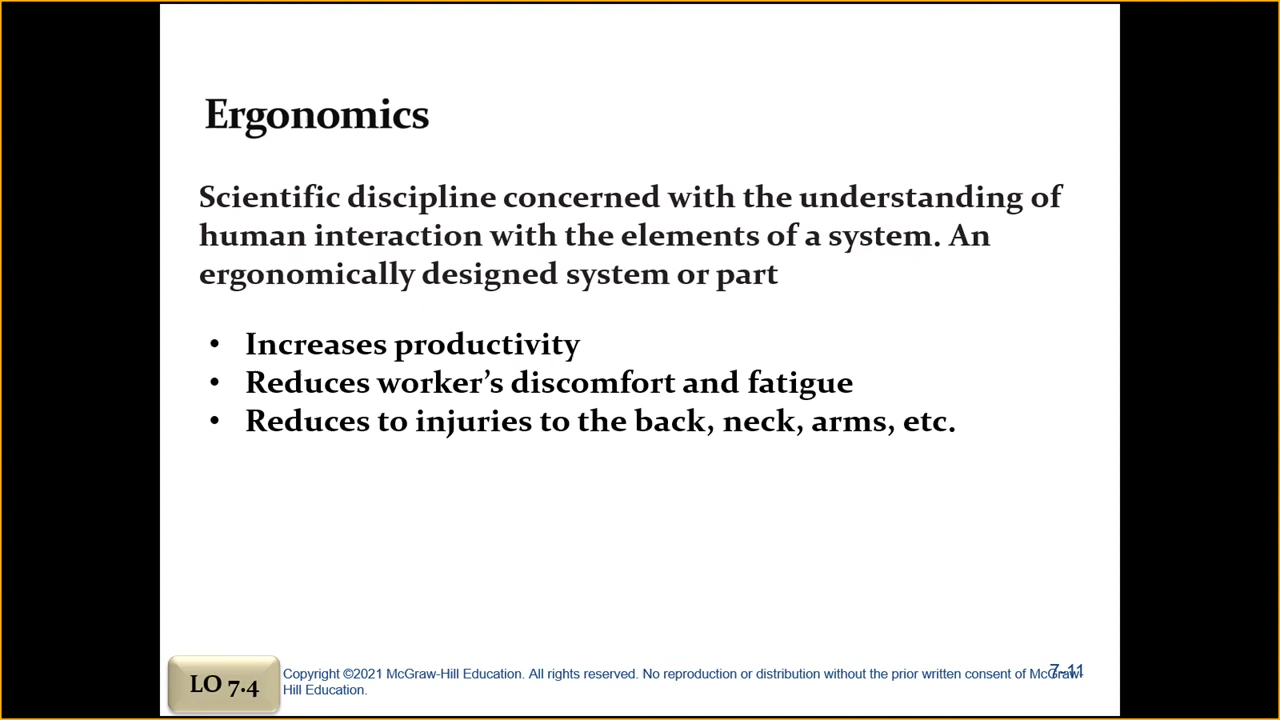 Ergonomics
Scientific discipline concerned with the understanding of
human interaction with the elements of a system. An
ergonomically designed system or part
• Increases productivity
• Reduces worker’s discomfort and fatigue
• Reduces to injuries to the back, neck, arms, etc.
LO 7.4
Copyright ©2021 McGraw-Hill Education. All rights reserved. No reproduction or distribution without the prior written consent of McGraw-
Hill Education.
7-11